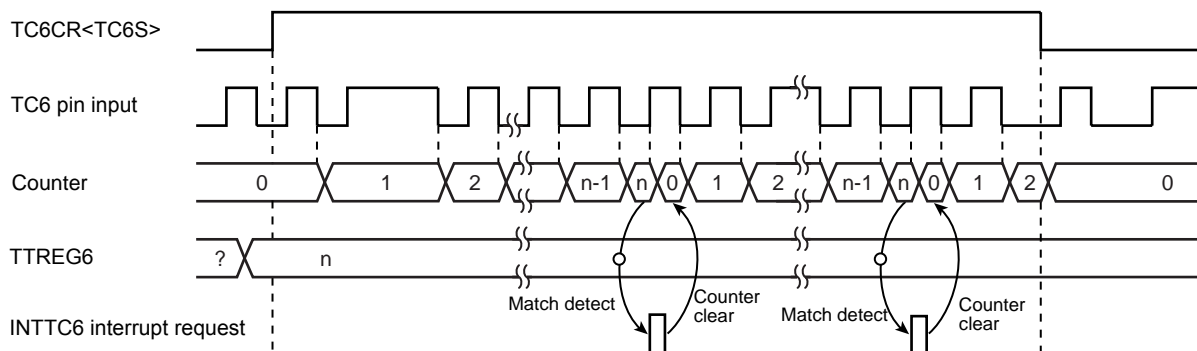 TC6CR<TC6S>
TC6 pin input
Counter
0 1 2 n-1 n 0 1 2 n-1 n 0 1 2 0
TTREG6
? n
Match detect
Counter
clear
Match detect
Counter
clear
INTTC6 interrupt request